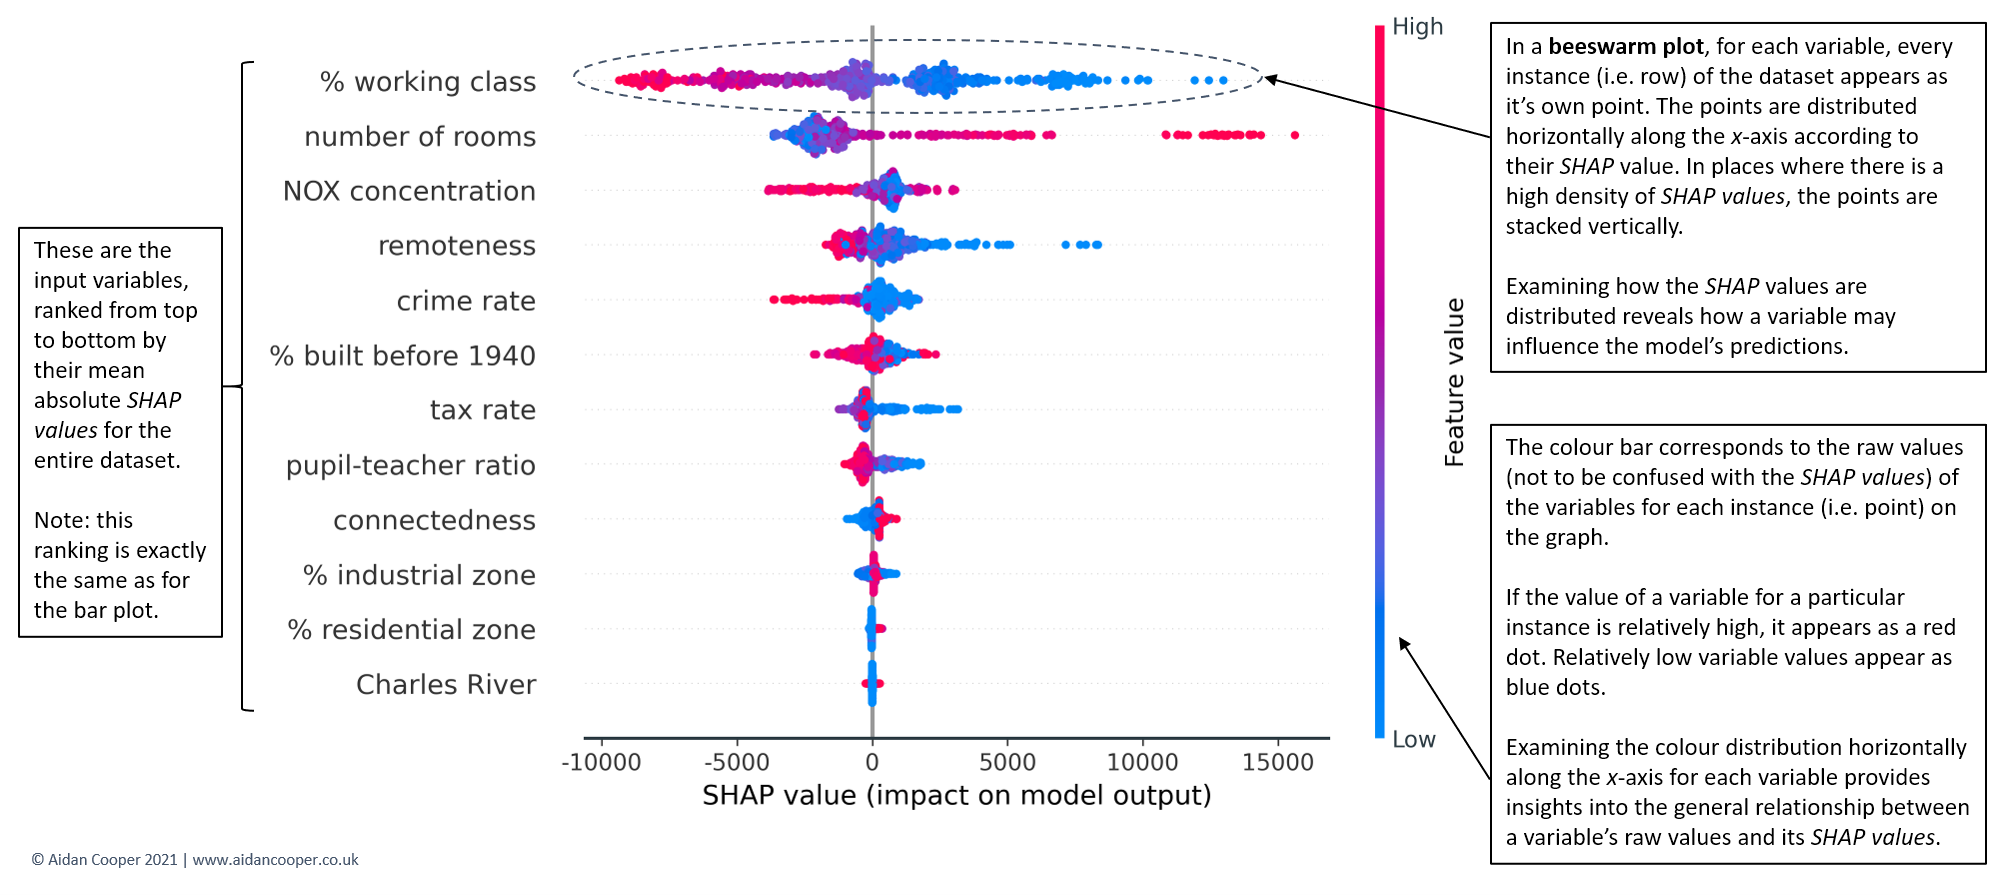 These are the
input variables,
ranked from top
to bottom by
their mean
absolute SHAP
values for the
entire dataset.
Note: this
ranking is exactly
the same as for
the bar plot.
% working class
number of rooms
NOX concentration
remoteness
crime rate
% built before 1940
tax rate
pupil-teacher ratio
connectedness
% industrial zone
% residential zone
Charles River
-10000 -5000 0 5000 10000 15000
SHAP value (impact on model output)
High
Feature value
Low
In a beeswarm plot, for each variable, every
instance (i.e. row) of the dataset appears as
it’s own point. The points are distributed
horizontally along the x-axis according to
their SHAP value. In places where there is a
high density of SHAP values, the points are
stacked vertically.
Examining how the SHAP values are
distributed reveals how a variable may
influence the model’s predictions.
The colour bar corresponds to the raw values
(not to be confused with the SHAP values) of
the variables for each instance (i.e. point) on
the graph.
If the value of a variable for a particular
instance is relatively high, it appears as a red
dot. Relatively low variable values appear as
blue dots.
Examining the colour distribution horizontally
along the x-axis for each variable provides
insights into the general relationship between
a variable’s raw values and its SHAP values.
© Aidan Cooper 2021 | www.aidancooper.co.uk